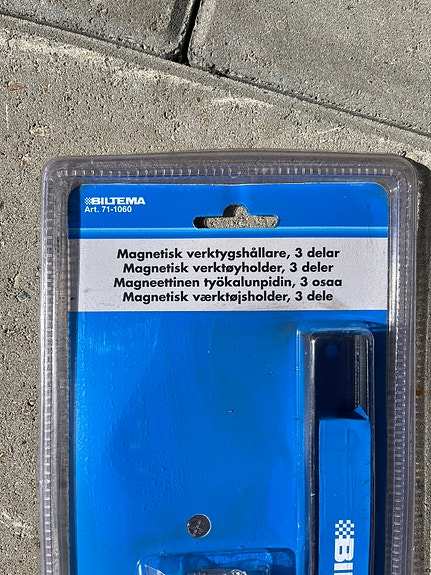 BILTEMA
Art. 71-1060
Magnetisk verktygshållare, 3 delar
Magnetisk verktøyholder, 3 deler
Magneettinen työkalunpidin, 3 osaa
Magnetisk værktøjsholder, 3 dele
BIL